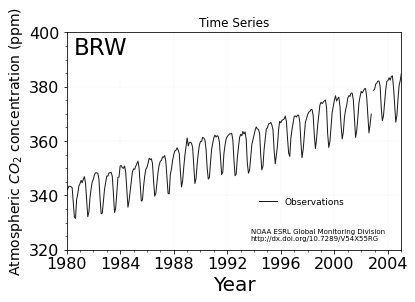 Time Series
BRW
Atmospheric CO2 concentration (ppm)
400
380
360
340
320
Observations
NOAA ESRL Global Monitoring Division
http://dx.doi.org/10.7289/V54X55RG
1980 1984 1988 1992 1996 2000 2004
Year